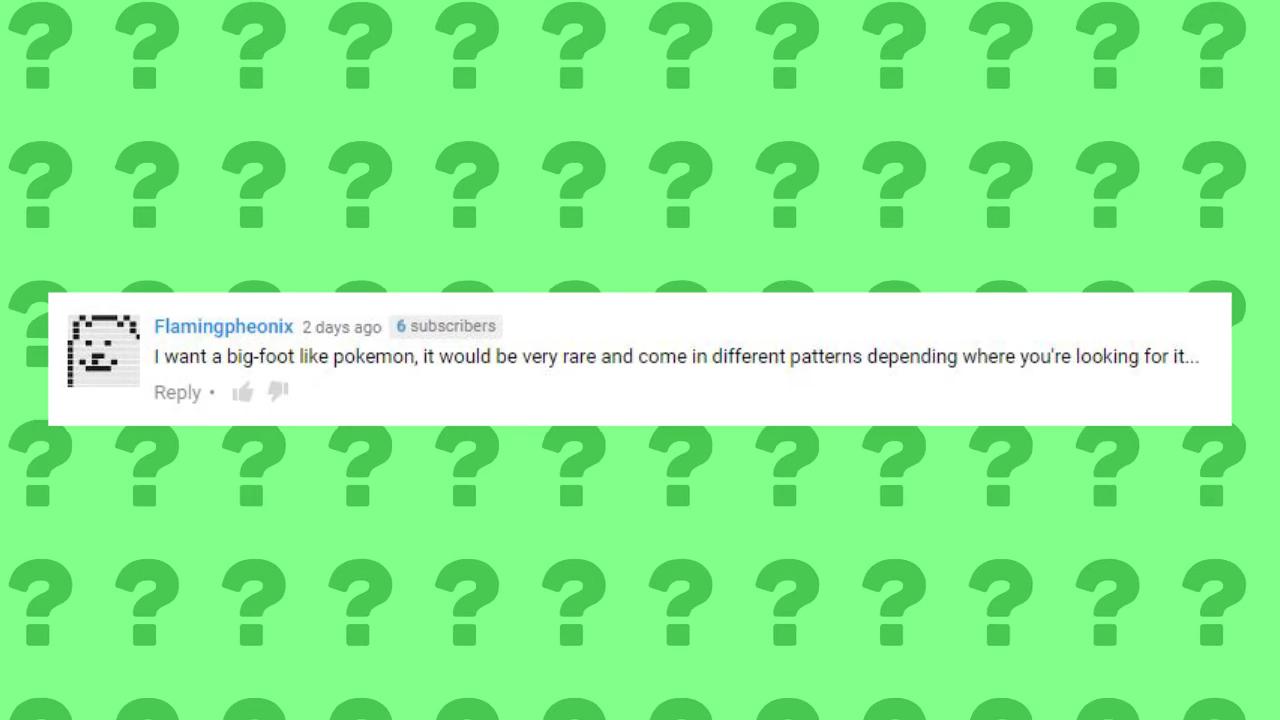 Flamingpheonix 2 days ago 6 subscribers
I want a big-foot like pokemon, it would be very rare and come in different patterns depending where you're looking for it...
Reply •